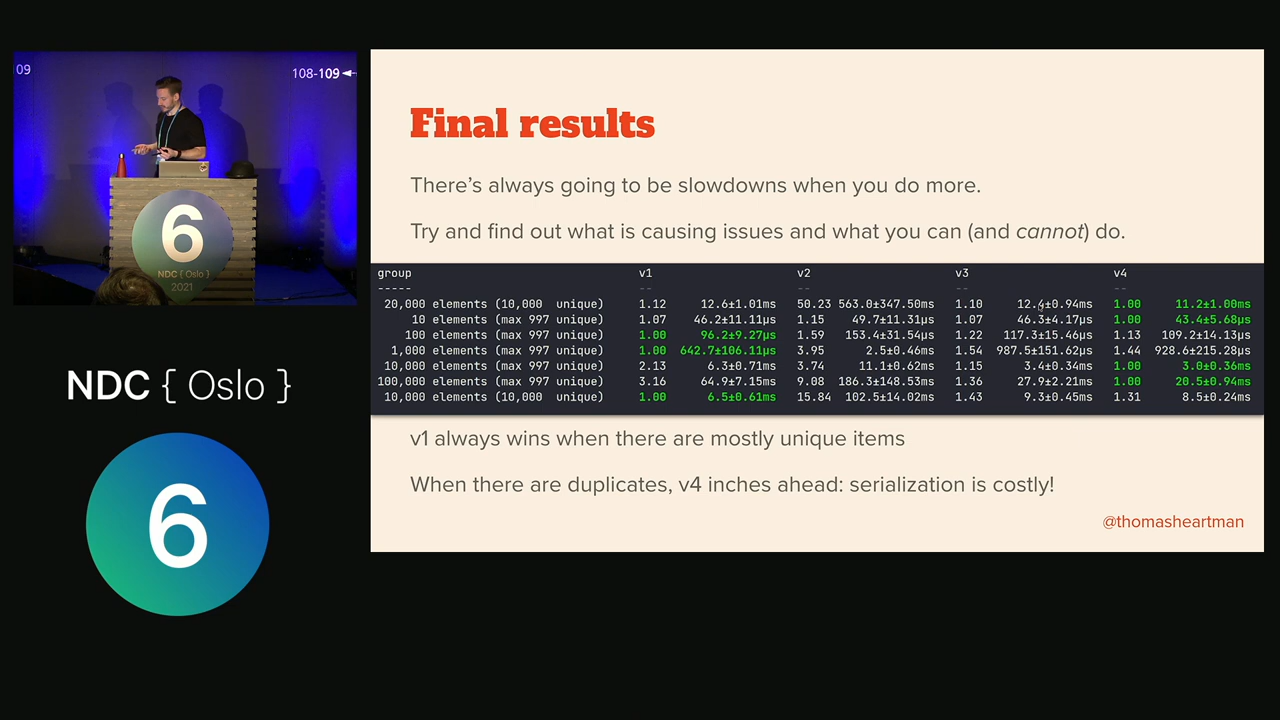 09
108-109
6
NDC { Oslo }
2021
NDC { Oslo }
6
Final results
There's always going to be slowdowns when you do more.
Try and find out what is causing issues and what you can (and cannot) do.
group v1 v2 v3 v4
----- -- -- -- --
20,000 elements (10,000 unique) 1.12 12.6±1.01ms 50.23 563.0±347.50ms 1.10 12.4±0.94ms 1.00 11.2±1.00ms
10 elements (max 997 unique) 1.07 46.2±11.11µs 1.15 49.7±11.31µs 1.07 46.3±4.17µs 1.00 43.4±5.68µs
100 elements (max 997 unique) 1.00 96.2±9.27µs 1.59 153.4±31.54µs 1.22 117.3±15.46µs 1.13 109.2±14.13µs
1,000 elements (max 997 unique) 1.00 642.7±106.11µs 3.95 2.5±0.46ms 1.54 987.5±151.62µs 1.44 928.6±215.28µs
10,000 elements (max 997 unique) 2.13 6.3±0.71ms 3.74 11.1±0.62ms 1.15 3.4±0.34ms 1.00 3.0±0.36ms
100,000 elements (max 997 unique) 3.16 64.9±7.15ms 9.08 186.3±148.53ms 1.36 27.9±2.21ms 1.00 20.5±0.94ms
10,000 elements (10,000 unique) 1.00 6.5±0.61ms 15.84 102.5±14.02ms 1.43 9.3±0.45ms 1.31 8.5±0.24ms
v1 always wins when there are mostly unique items
When there are duplicates, v4 inches ahead: serialization is costly!
@thomasheartman